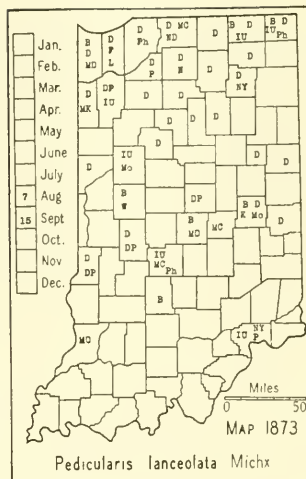 Jan.
Feb.
Mar.
Apr.
May
June
July
7 Aug
15 Sept
Oct.
Nov.
Dec.
B
D
MD
D
F
L
D
Ph
D MC
ND
D
B D
IU
D
B D
IU
Ph
D
MK
DP
IU
D
P
D
N
D
D
NY
D
D
D
D
D
D
D
D
IU
Mo
D
D
B
W
DP
B
K
D
Mo
D
D
DP
B
MD
MC
D
DP
IU
MC
Ph
D
B
MO
IU
NY
P
Miles
0 50
MAP 1873
Pedicularis lanceolata Michx